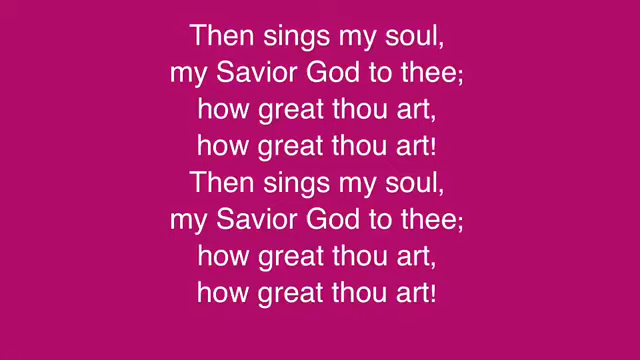 Then sings my soul,
my Savior God to thee;
how great thou art,
how great thou art!
Then sings my soul,
my Savior God to thee;
how great thou art,
how great thou art!